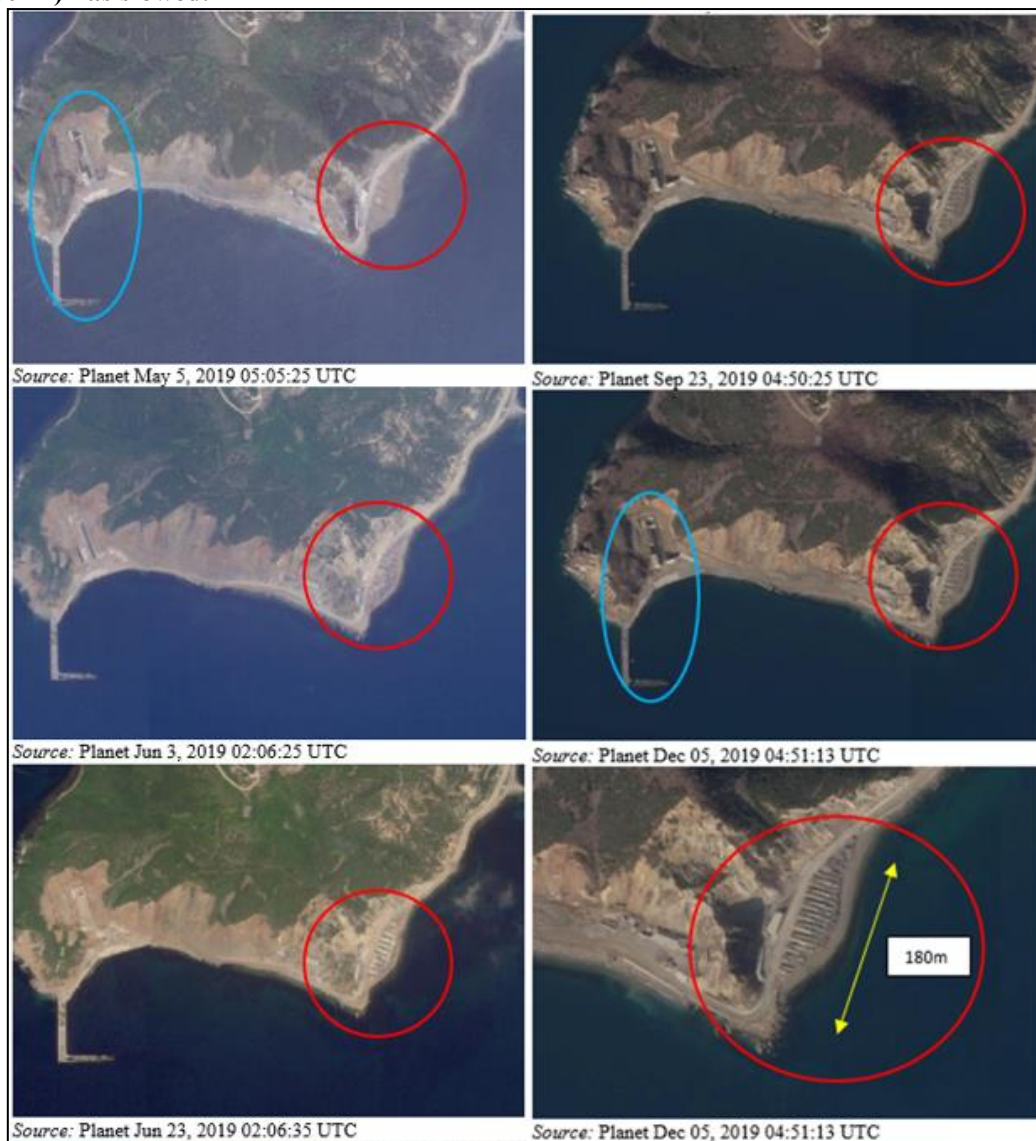 has slowed.
Source: Planet May 5, 2019 05:05:25 UTC
Source: Planet Sep 23, 2019 04:50:25 UTC
Source: Planet Jun 3, 2019 02:06:25 UTC
Source: Planet Dec 05, 2019 04:51:13 UTC
180m
Source: Planet Jun 23, 2019 02:06:35 UTC
Source: Planet Dec 05, 2019 04:51:13 UTC